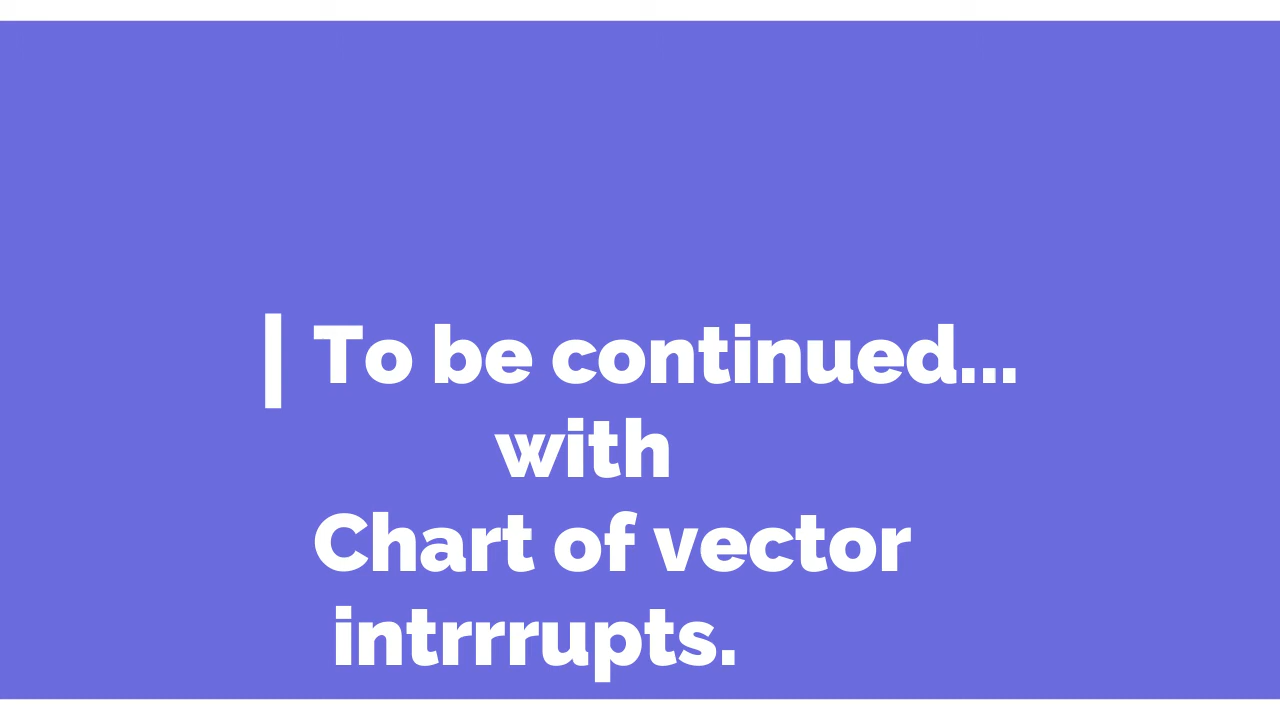 To be continued...
with
Chart of vector
intrrrupts.